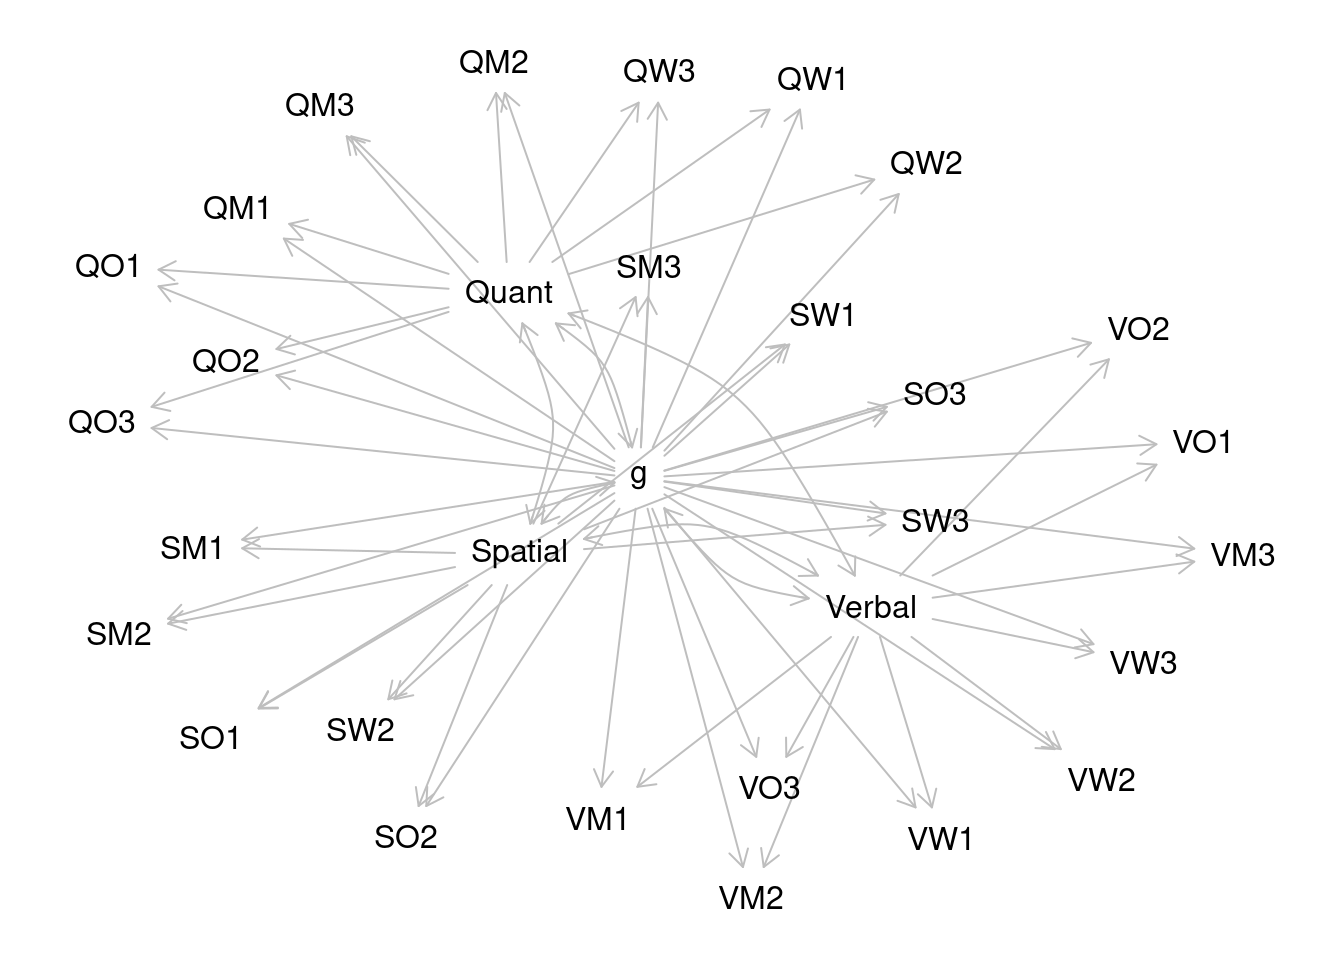 QM2
QW3
QW1
QM3
QW2
QM1
QO1
SM3
Quant
SW1
VO2
QO2
SO3
QO3
VO1
g
SW3
SM1
Spatial
VM3
Verbal
SM2
VW3
SW2
SO1
VW2
VO3
VM1
SO2
VW1
VM2